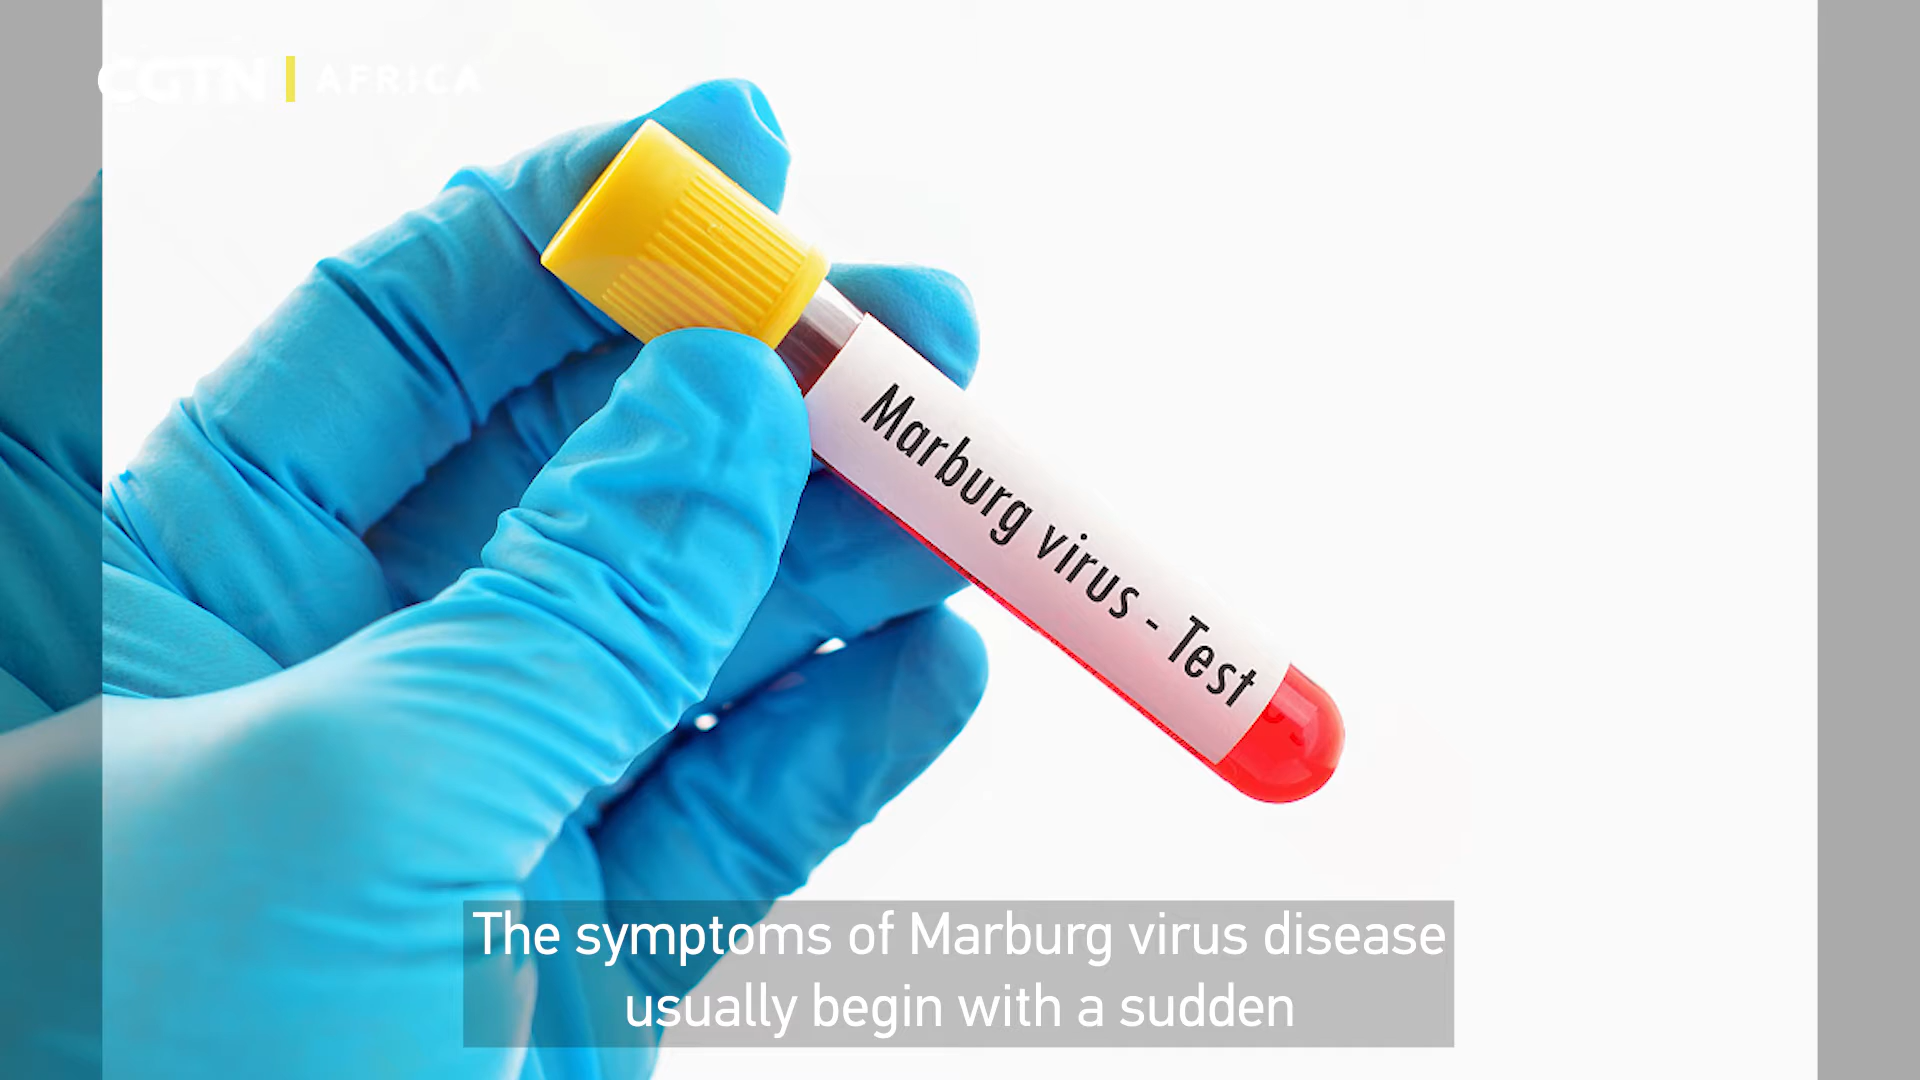 CGTN AFRICA
Marburg virus - Test
The symptoms of Marburg virus disease
usually begin with a sudden